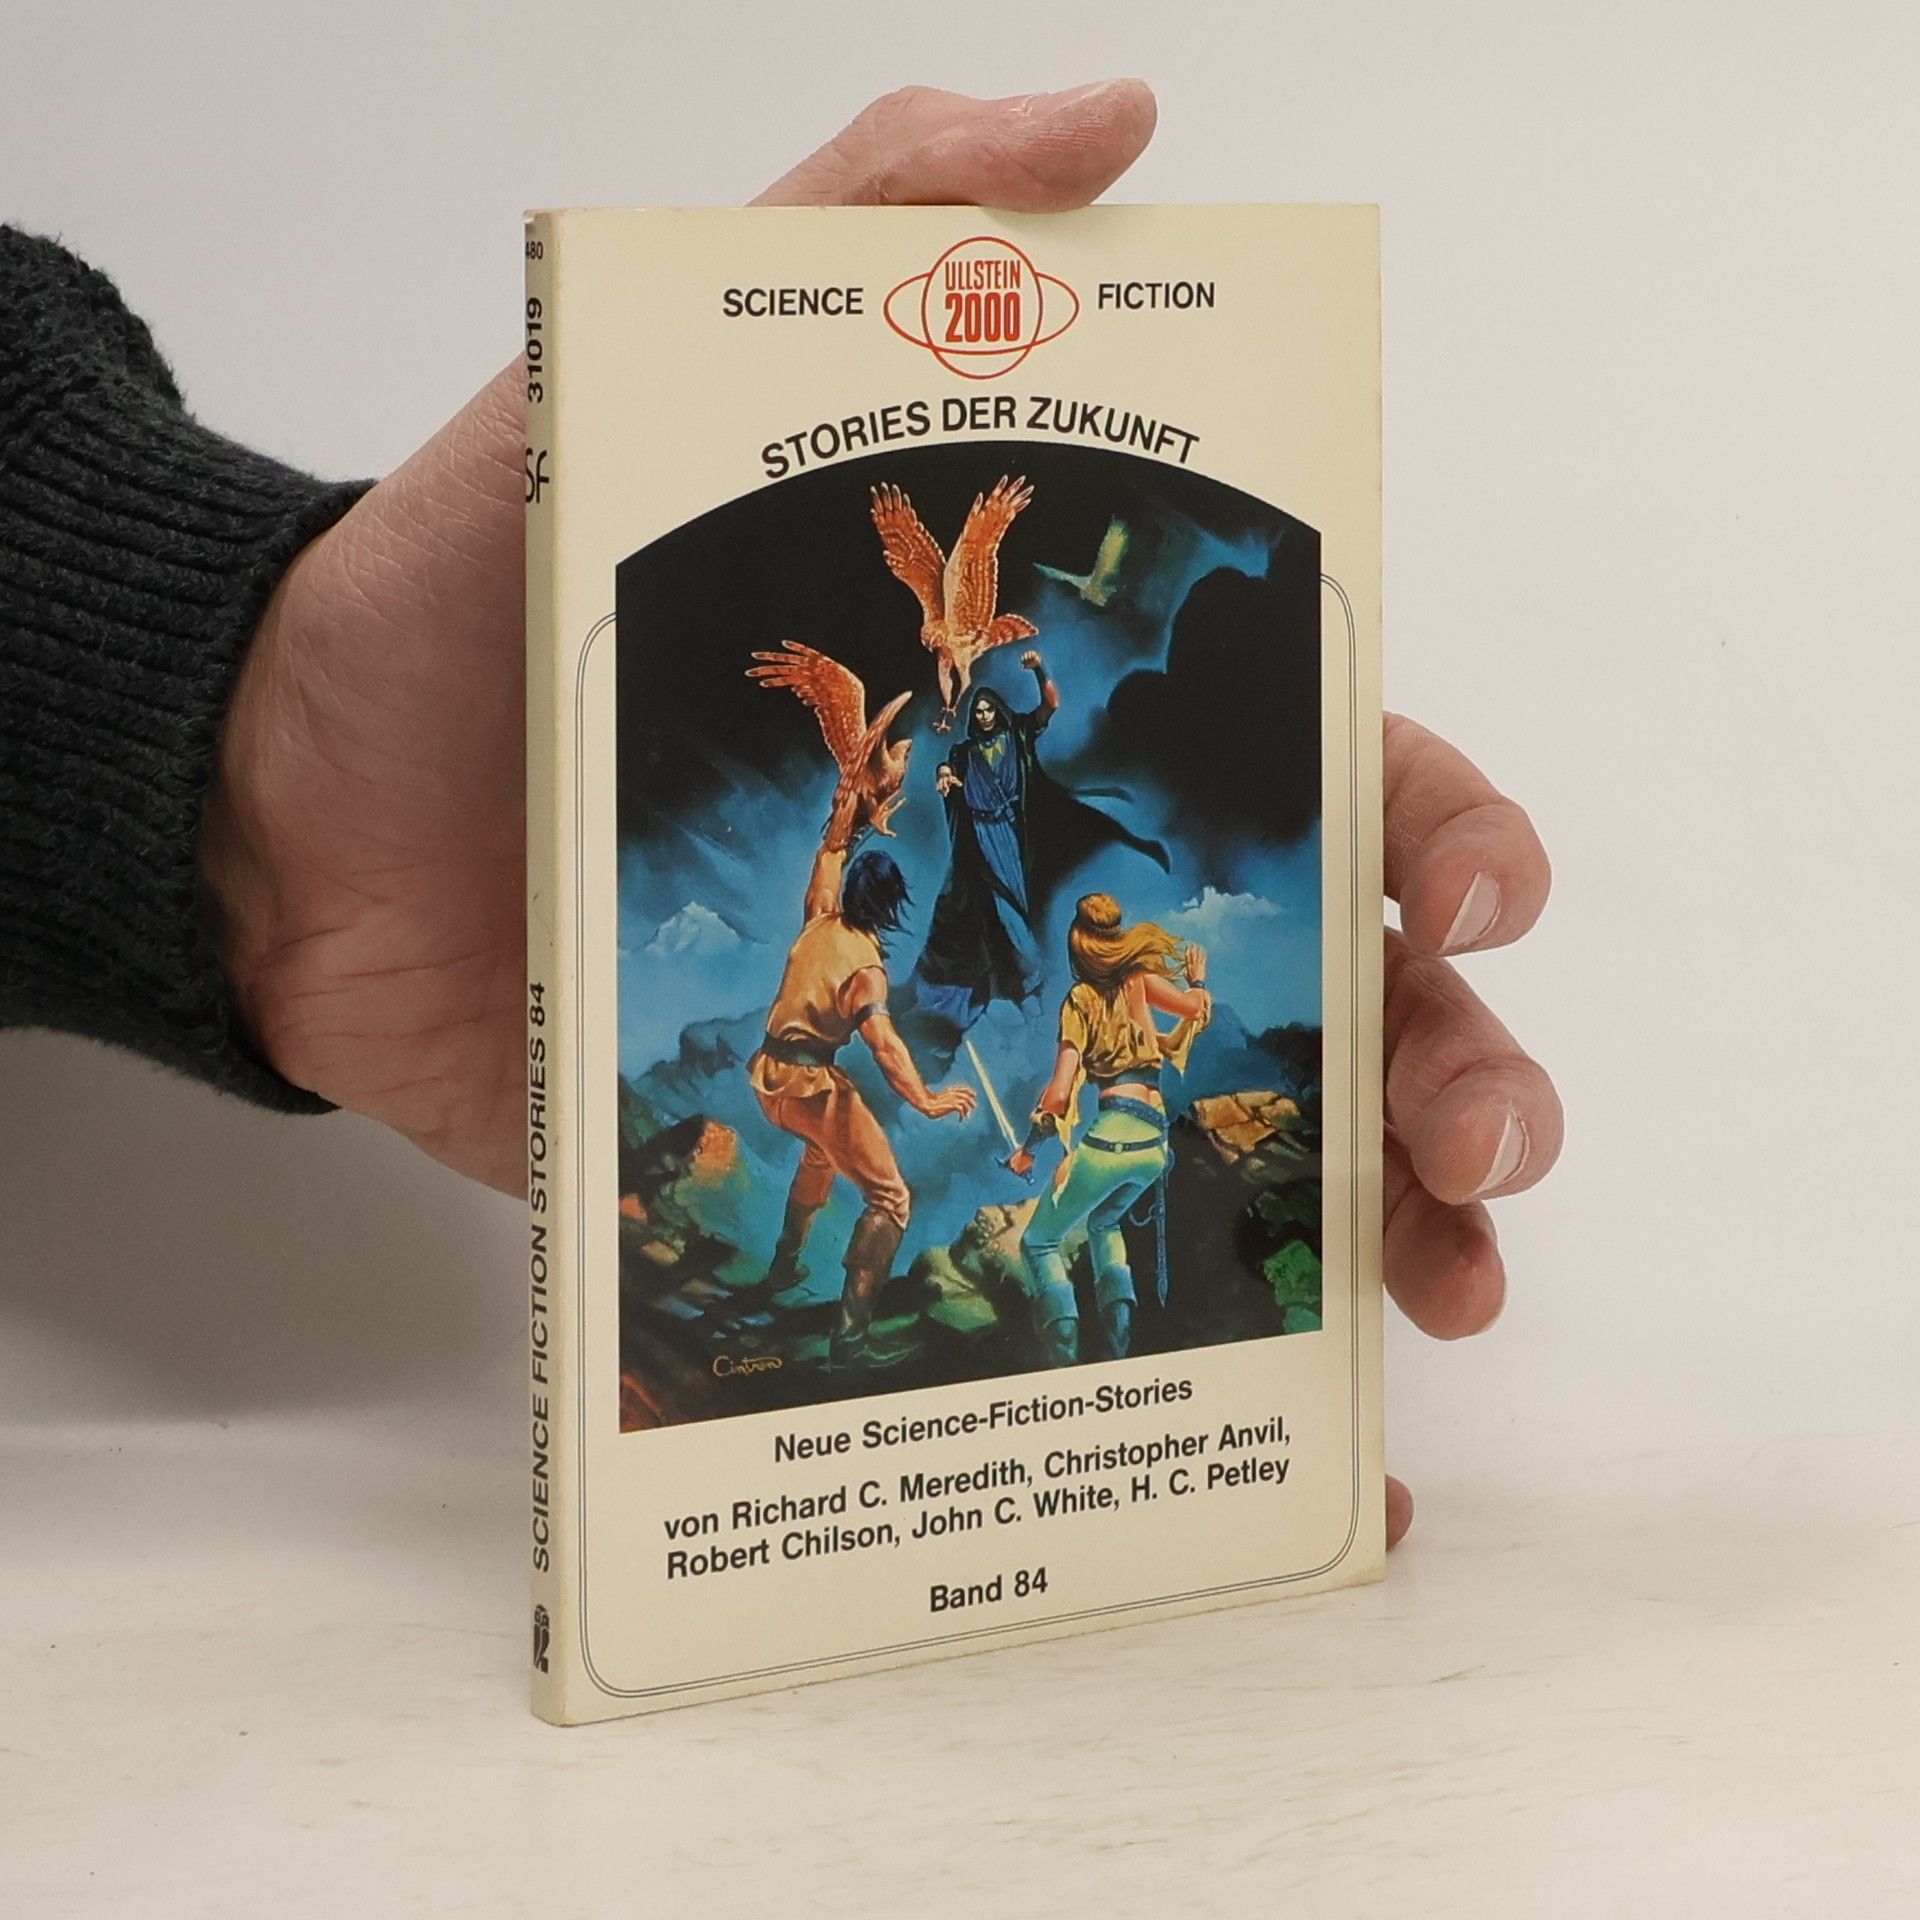 SCIENCE ULLSTEIN 2000 FICTION
STORIES DER ZUKUNFT
Cintron
Neue Science-Fiction-Stories
von Richard C. Meredith, Christopher Anvil,
Robert Chilson, John C. White, H. C. Petley
Band 84
480
31019
SF
SCIENCE FICTION STORIES 84